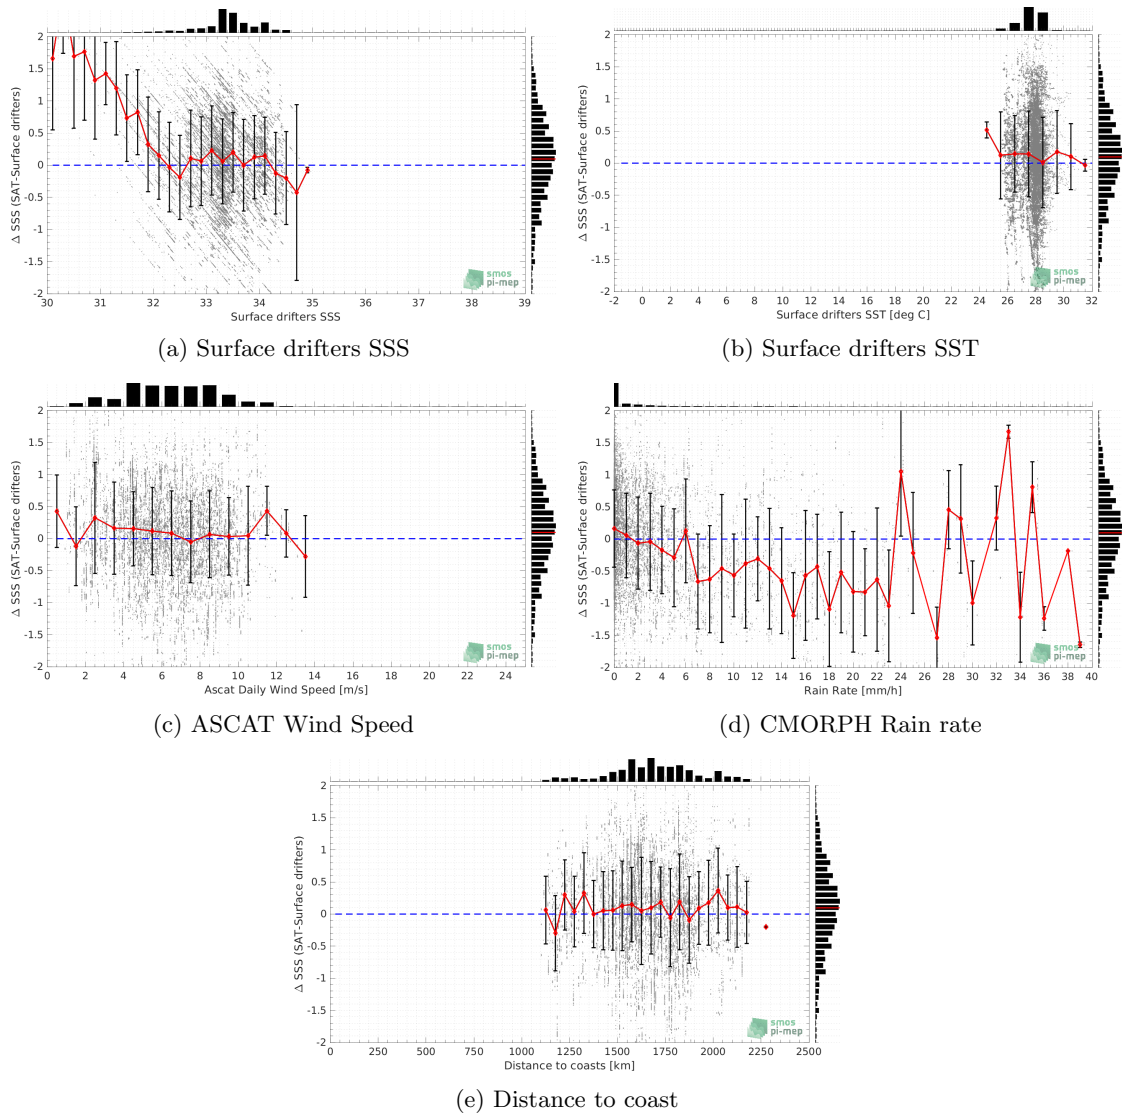 2
1.5
1
0.5
0
-0.5
-1
-1.5
-2
Δ SSS (SAT-Surface drifters)
smos
pi-mep
30 31 32 33 34 35 36 37 38 39
Surface drifters SSS
(a) Surface drifters SSS
2
1.5
1
0.5
0
-0.5
-1
-1.5
-2
Δ SSS (SAT-Surface drifters)
smos
pi-mep
-2 0 2 4 6 8 10 12 14 16 18 20 22 24 26 28 30 32
Surface drifters SST [deg C]
(b) Surface drifters SST
2
1.5
1
0.5
0
-0.5
-1
-1.5
-2
Δ SSS (SAT-Surface drifters)
smos
pi-mep
0 2 4 6 8 10 12 14 16 18 20 22 24
Ascat Daily Wind Speed [m/s]
(c) ASCAT Wind Speed
2
1.5
1
0.5
0
-0.5
-1
-1.5
-2
Δ SSS (SAT-Surface drifters)
smos
pi-mep
0 2 4 6 8 10 12 14 16 18 20 22 24 26 28 30 32 34 36 38 40
Rain Rate [mm/h]
(d) CMORPH Rain rate
2
1.5
1
0.5
0
-0.5
-1
-1.5
-2
Δ SSS (SAT-Surface drifters)
smos
pi-mep
0 250 500 750 1000 1250 1500 1750 2000 2250 2500
Distance to coasts [km]
(e) Distance to coast